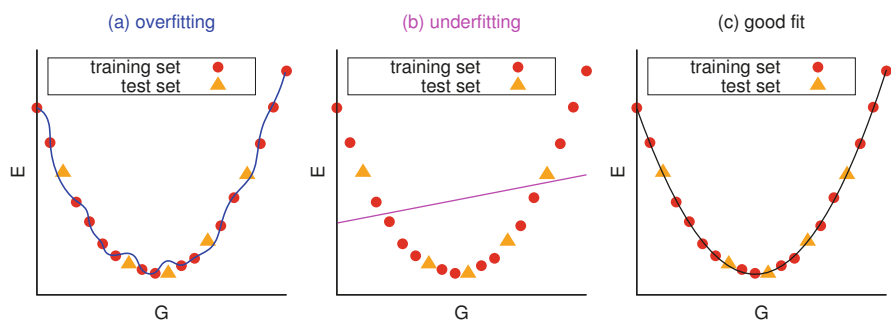 (a) overfitting
training set
test set
E
G
(b) underfitting
training set
test set
E
G
(c) good fit
training set
test set
E
G